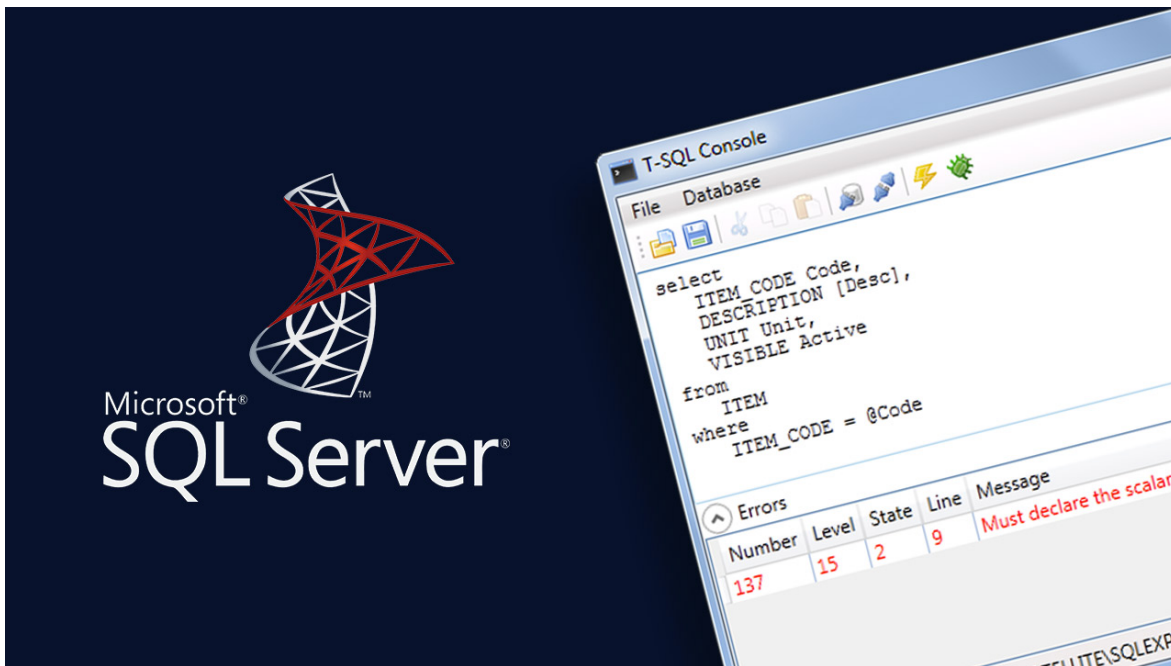 Microsoft®
SQL Server®
TM
T-SQL Console
File Database
select
ITEM_CODE Code,
DESCRIPTION [Desc],
UNIT Unit,
VISIBLE Active
from
ITEM
where
ITEM_CODE = @Code
Errors
Number Level State Line Message
137 15 2 9 Must declare the scalar